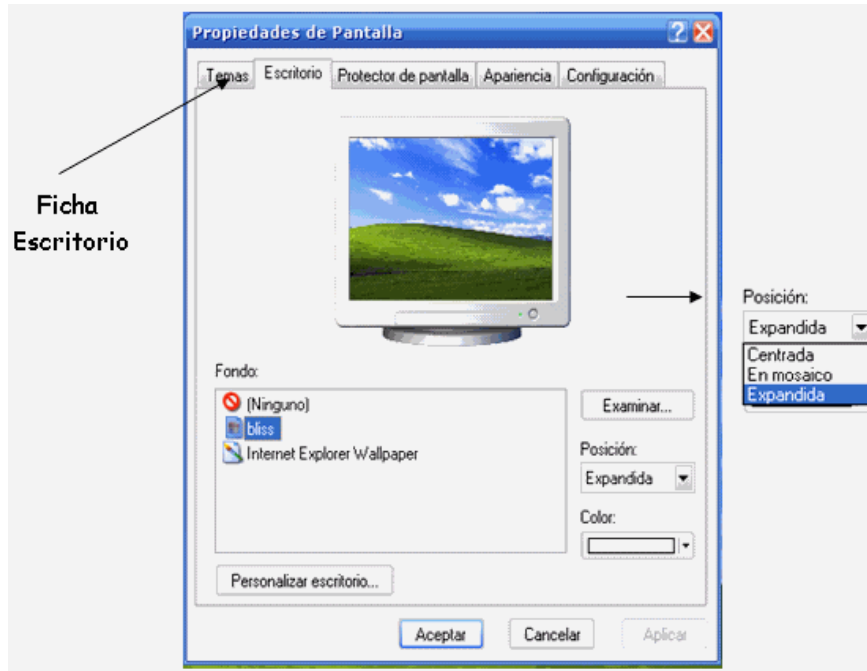 Propiedades de Pantalla
Temas Escritorio Protector de pantalla Apariencia Configuración
Ficha
Escritorio
Posición:
Expandida
Centrada
En mosaico
Expandida
Fondo:
(Ninguno)
bliss
Internet Explorer Wallpaper
Examinar...
Posición:
Expandida
Color:
Personalizar escritorio...
Aceptar Cancelar Aplicar